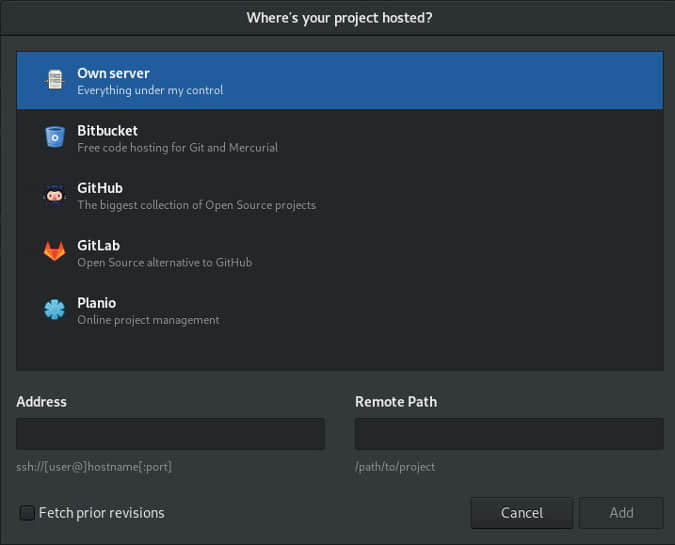 Where's your project hosted?
Own server
Everything under my control
Bitbucket
Free code hosting for Git and Mercurial
GitHub
The biggest collection of Open Source projects
GitLab
Open Source alternative to GitHub
Planio
Online project management
Address
Remote Path
ssh://[user@]hostname[:port]
/path/to/project
Fetch prior revisions
Cancel
Add